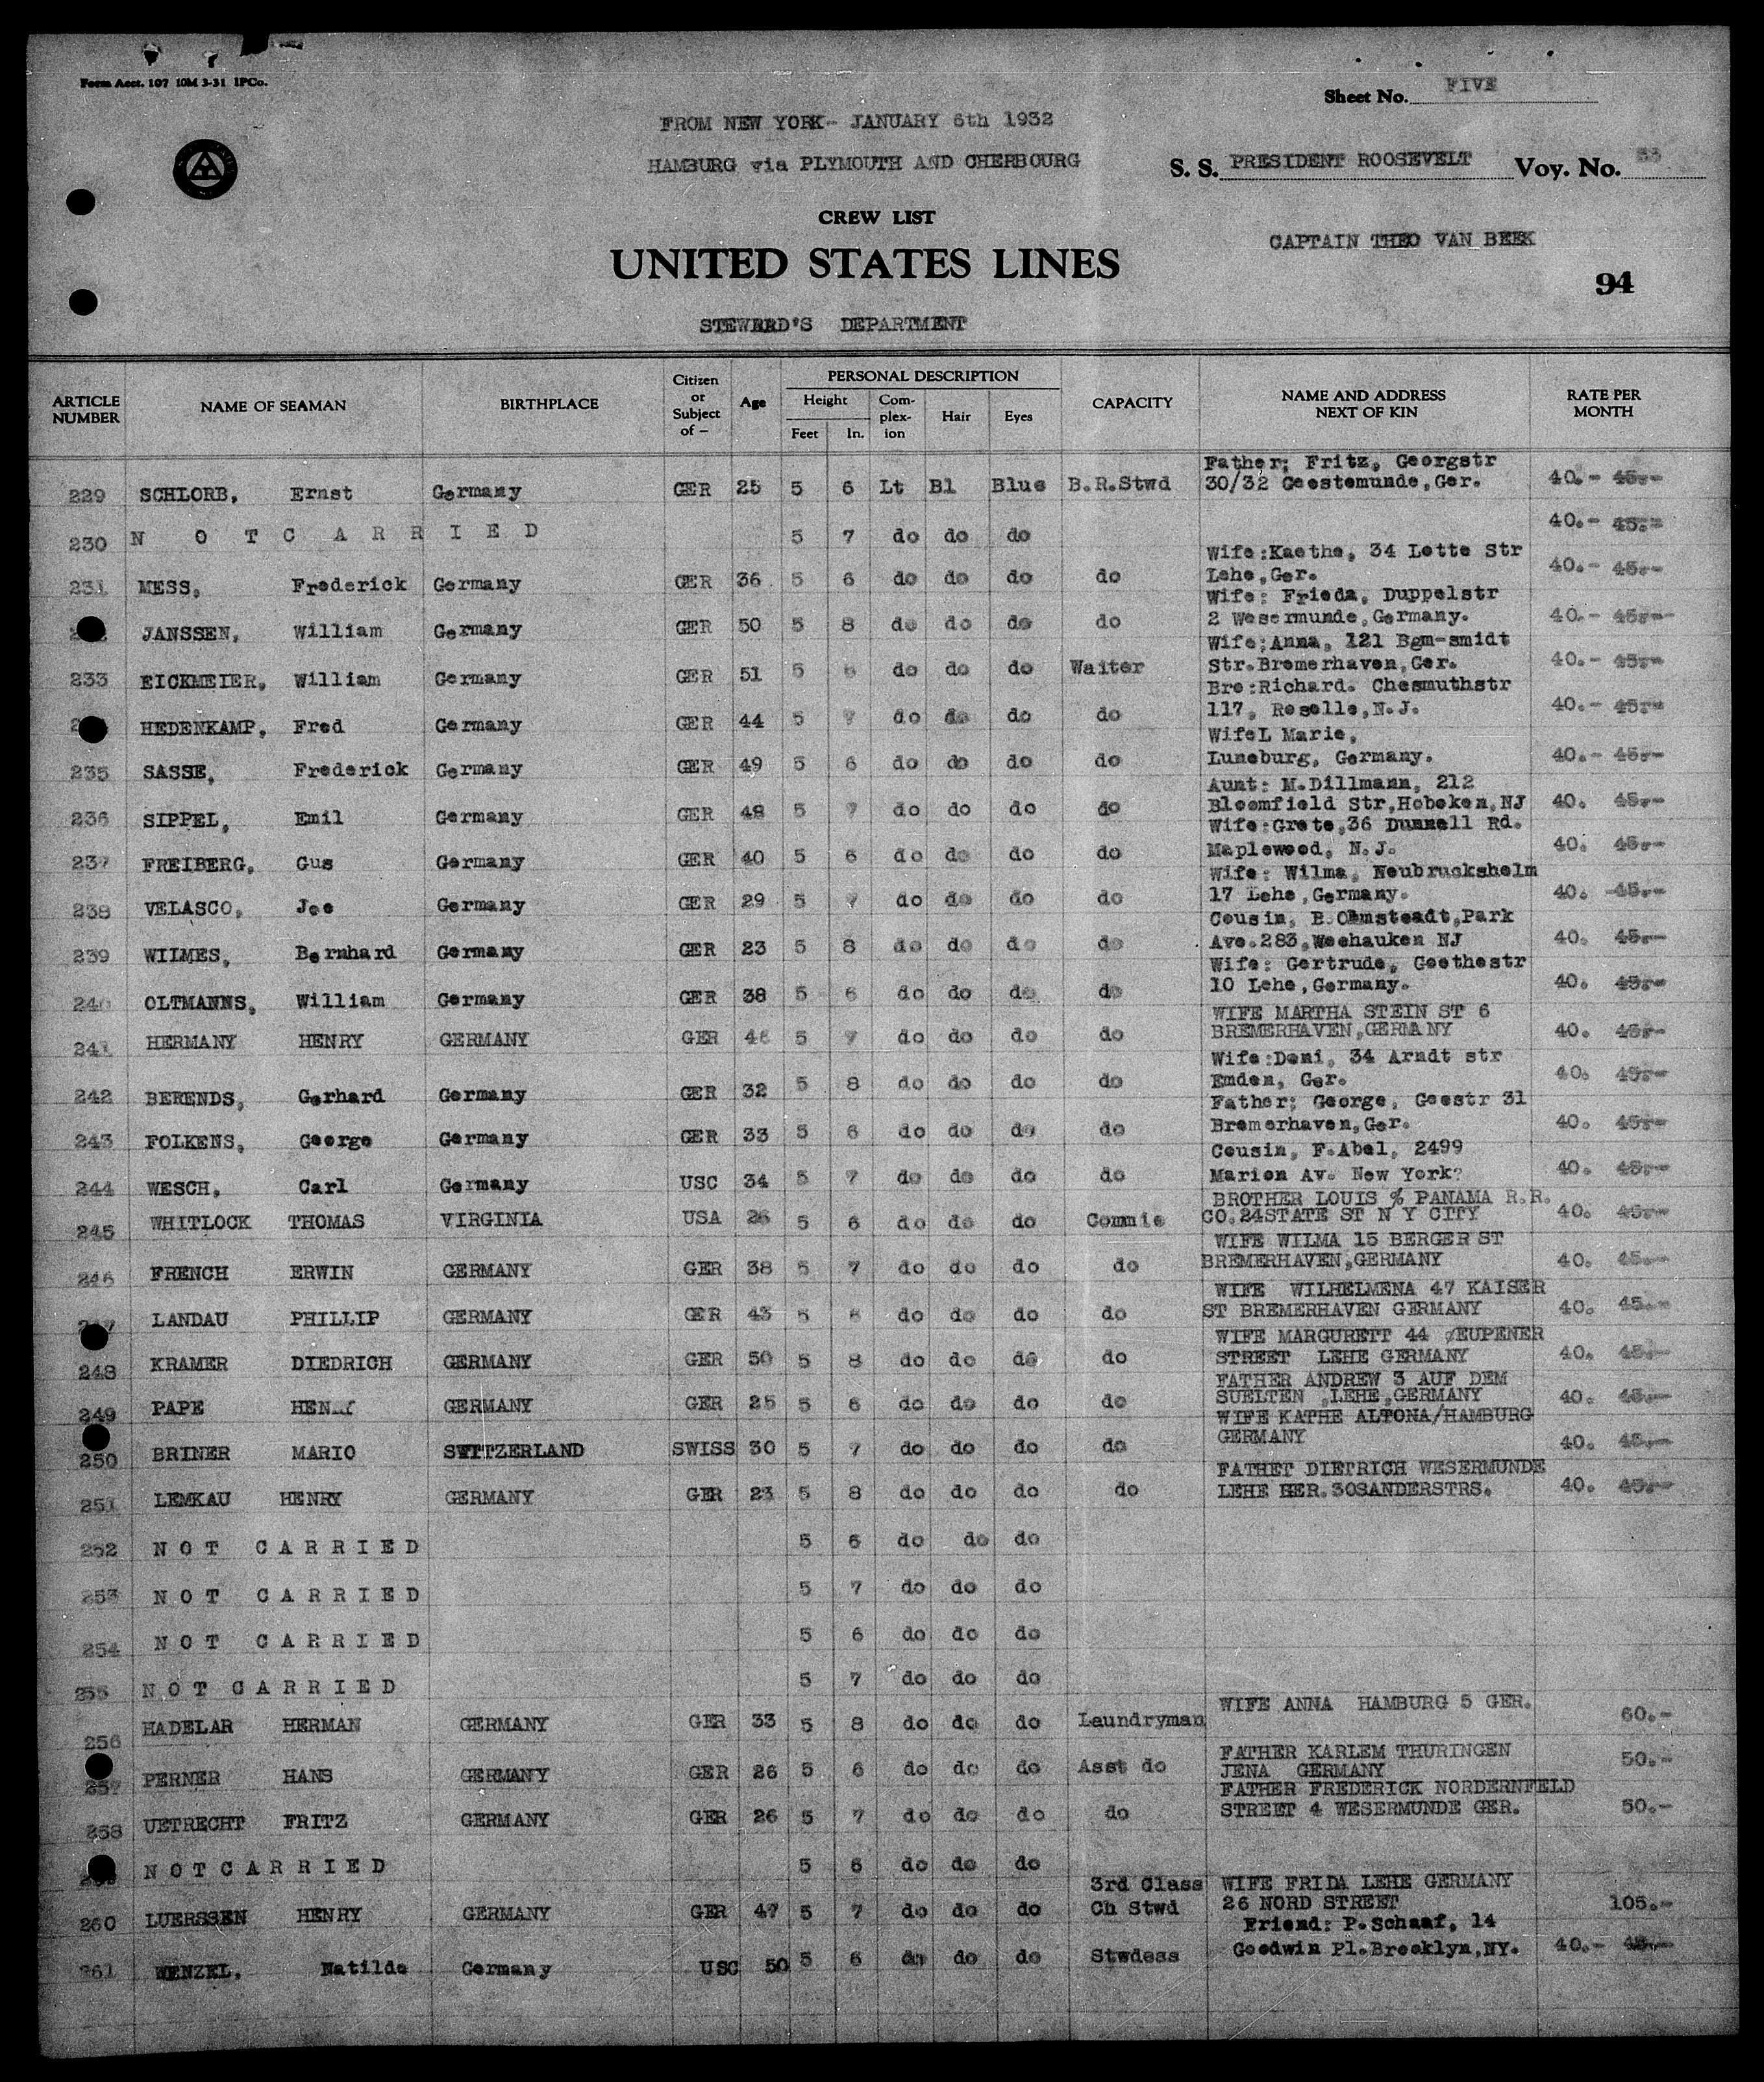 Form Acct. 107 10M 3-31 IPCo.
Sheet No. FIVE
FROM NEW YORK- JANUARY 6th 1932
HAMBURG via PLYMOUTH AND CHERBOURG
S. S. PRESIDENT ROOSEVELT Voy. No.
CREW LIST
CAPTAIN THEO VAN BEEK
UNITED STATES LINES
94
STEWARD'S DEPARTMENT
ARTICLE NUMBER NAME OF SEAMAN BIRTHPLACE Citizen or Subject of — Age PERSONAL DESCRIPTION Height Feet In. Com-plex-ion Hair Eyes CAPACITY NAME AND ADDRESS NEXT OF KIN RATE PER MONTH
Father; Fritz, Georgstr
229 SCHLORB, Ernst Germany GER 25 5 6 Lt Bl Blue B.R.Stwd 30/32 Geestemunde,Ger. 40.- 45.-
230 N O T C A R R I E D 5 7 do do do 40.- 45.-
Wife:Kaethe, 34 Lotte Str
231 MESS, Frederick Germany GER 36 5 6 do do do do Lehe,Ger. 40.- 45.-
Wife: Frieda, Duppelstr
JANSSEN, William Germany GER 50 5 8 do do do do 2 Wesermunde,Germany. 40.- 45.-
Wife;Anna, 121 Bgm-smidt
233 EICKMEIER, William Germany GER 51 5 6 do do do Waiter Str.Bremerhaven,Ger. 40.- 45.-
Bro:Richard. Chesmuthstr
HEDENKAMP, Fred Germany GER 44 5 7 do do do do 117, Roselle,N.J. 40.- 45.-
WifeL Marie,
235 SASSE, Frederick Germany GER 49 5 6 do do do do Luneburg, Germany. 40.- 45.-
Aunt: M.Dillmann, 212
236 SIPPEL, Emil Germany GER 48 5 7 do do do do Bloomfield Str,Hoboken,NJ 40. 45.-
Wife:Grete,36 Dunnell Rd.
237 FREIBERG, Gus Germany GER 40 5 6 do do do do Maplewood, N.J. 40. 45.-
Wife: Wilma, Neubrucksholm
238 VELASCO, Joe Germany GER 29 5 7 do do do do 17 Lehe,Germany. 40. 45.-
Cousin, B.Ohmsteadt,Park
239 WILMES, Bernhard Germany GER 23 5 8 do do do do Ave.283,Weehauken NJ 40. 45.-
Wife: Gertrude, Goethestr
240 OLTMANNS, William Germany GER 38 5 6 do do do do 10 Lehe,Germany. 40. 45.-
WIFE MARTHA STEIN ST 6
241 HERMANY HENRY GERMANY GER 46 5 7 do do do do BREMERHAVEN,GERMANY 40. 45.-
Wife:Deni, 34 Arndt str
242 BERENDS, Gerhard Germany GER 32 5 8 do do do do Emden, Ger. 40. 45.-
Father; George, Geestr 31
243 FOLKENS, George Germany GER 33 5 6 do do do do Bremerhaven,Ger. 40. 45.-
Cousin, F.Abel, 2499
244 WESCH, Carl Germany USC 34 5 7 do do do do Marion Av. New York? 40. 45.-
BROTHER LOUIS % PANAMA R.R.
245 WHITLOCK THOMAS VIRGINIA USA 26 5 6 do do do Commie CO.24STATE ST N Y CITY 40. 45.-
WIFE WILMA 15 BERGER ST
246 FRENCH ERWIN GERMANY GER 38 5 7 do do do do BREMERHAVEN,GERMANY 40. 45.-
WIFE WILHELMENA 47 KAISER
LANDAU PHILLIP GERMANY GER 43 5 6 do do do do ST BREMERHAVEN GERMANY 40. 45.-
WIFE MARGURETT 44 EUPENER
248 KRAMER DIEDRICH GERMANY GER 50 5 8 do do do do STREET LEHE GERMANY 40. 45.-
FATHER ANDREW 3 AUF DEM
249 PAPE GERMANY GER 25 5 6 do do do do SUELTEN ,LEHE,GERMANY 40. 45.-
WIFE KATHE ALTONA/HAMBURG
250 BRINER MARIO SWITZERLAND SWISS 30 5 7 do do do do GERMANY 40. 45.-
FATHET DIETRICH WESERMUNDE
251 LEMKAU HENRY GERMANY GER 23 5 8 do do do do LEHE GER.30SANDERSTRS. 40. 45.-
252 N O T C A R R I E D 5 6 do do do
253 N O T C A R R I E D 5 7 do do do
254 N O T C A R R I E D 5 6 do do do
255 N O T C A R R I E D 5 7 do do do
WIFE ANNA HAMBURG 5 GER.
256 HADELAR HERMAN GERMANY GER 33 5 8 do do do Laundryman 60.-
FATHER KARLEM THURINGEN
257 PERNER HANS GERMANY GER 26 5 6 do do do Asst do JENA GERMANY 50.-
FATHER FREDERICK NORDERNFELD
258 UETRECHT FRITZ GERMANY GER 26 5 7 do do do do STREET 4 WESERMUNDE GER. 50.-
N O T C A R R I E D 5 6 do do do
3rd Class WIFE FRIDA LEHE GERMANY
260 LUERSSEN HENRY GERMANY GER 47 5 7 do do do Ch Stwd 26 NORD STREET 105.-
Friend: P.Schaaf, 14
261 WENZEL, Matilde Germany USC 50 5 6 do do do Stwdess Goodwin Pl.Brooklyn,NY. 40.- 45.-